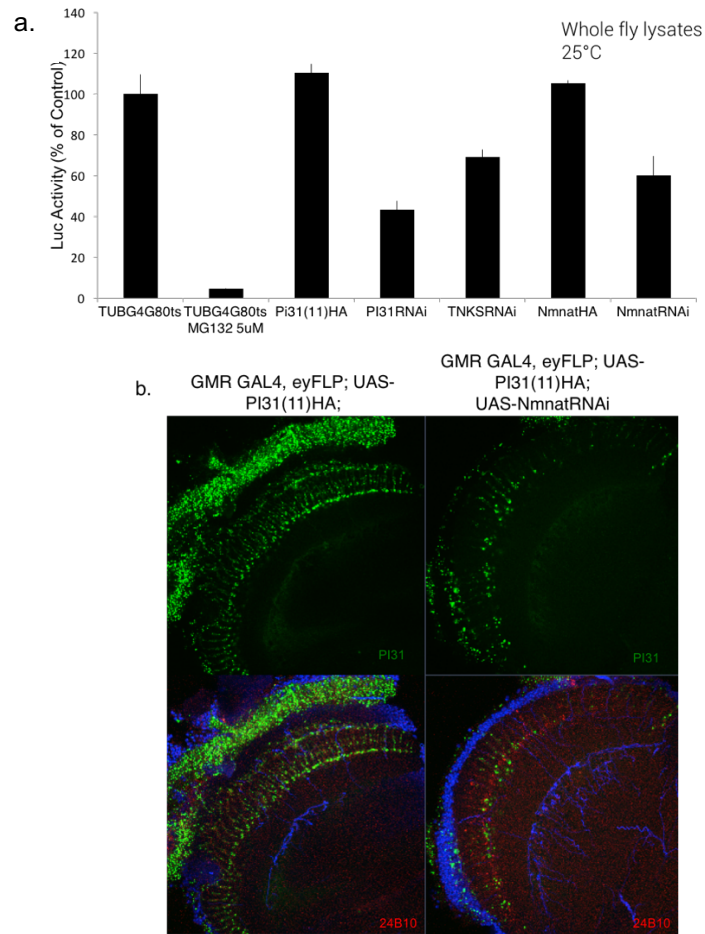 a.
Whole fly lysates
25°C
Luc Activity (% of Control)
140
120
100
80
60
40
20
0
TUBG4G80ts
TUBG4G80ts
MG132 5uM
Pi31(11)HA
PI31RNAi
TNKSRNAi
NmnatHA
NmnatRNAi
b.
GMR GAL4, eyFLP; UAS-
PI31(11)HA;
GMR GAL4, eyFLP; UAS-
PI31(11)HA;
UAS-NmnatRNAi
PI31
PI31
24B10
24B10